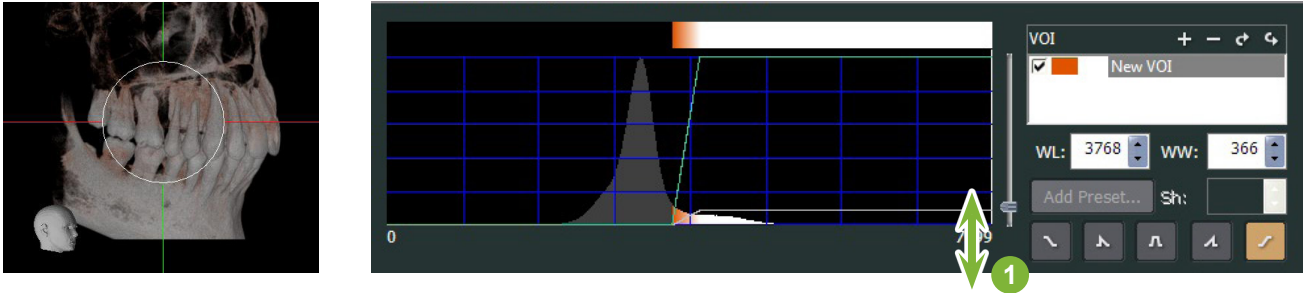 VOI
New VOI
WL: 3768 WW: 366
Add Preset... Sh:
0
1